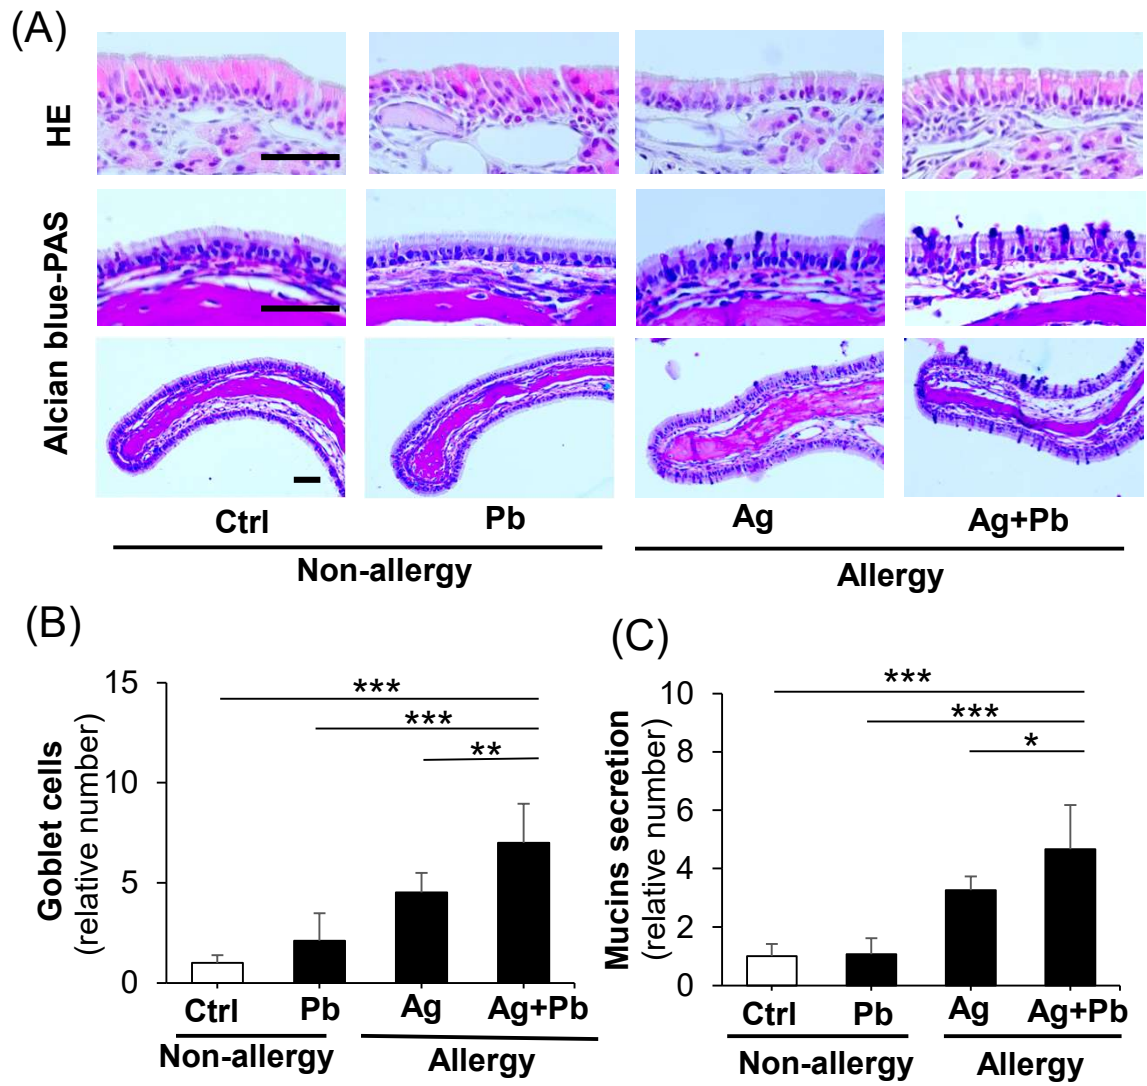 (A)
HE
Alcian blue-PAS
Ctrl
Pb
Ag
Ag+Pb
Non-allergy
Allergy
(B)
Goblet cells
(relative number)
15
10
5
0
***
***
**
Ctrl
Pb
Ag
Ag+Pb
Non-allergy
Allergy
(C)
Mucins secretion
(relative number)
10
8
6
4
2
0
***
***
*
Ctrl
Pb
Ag
Ag+Pb
Non-allergy
Allergy